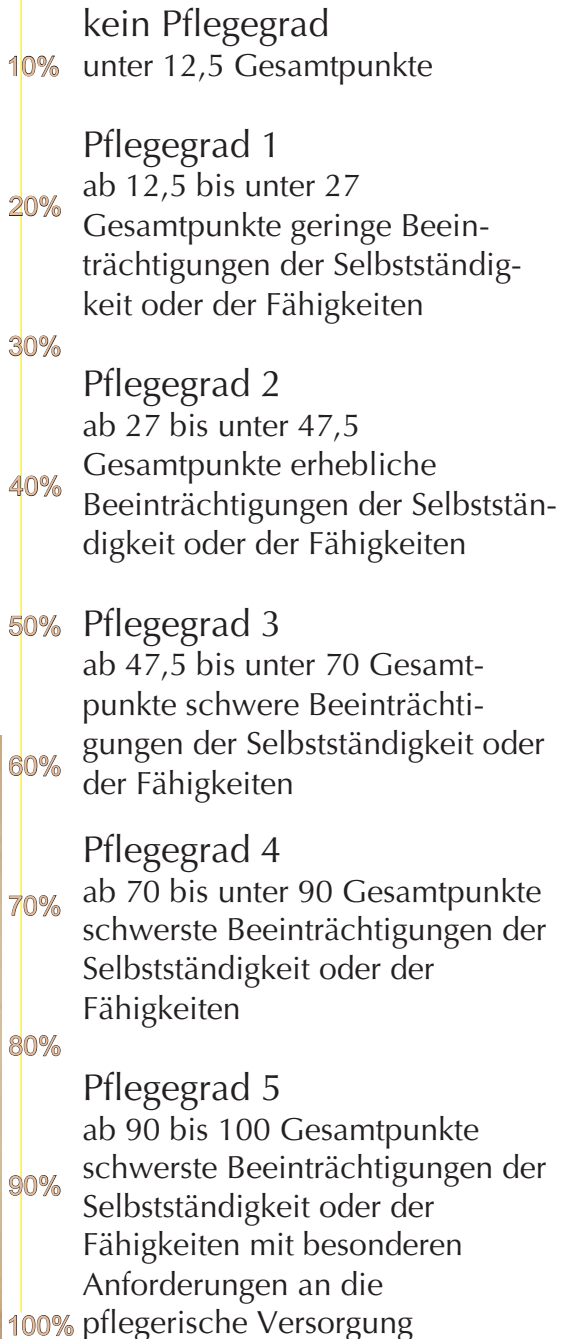 kein Pflegegrad
10% unter 12,5 Gesamtpunkte
Pflegegrad 1
ab 12,5 bis unter 27
20%
Gesamtpunkte geringe Beein-
trächtigungen der Selbstständig-
keit oder der Fähigkeiten
30%
Pflegegrad 2
ab 27 bis unter 47,5
Gesamtpunkte erhebliche
40%
Beeinträchtigungen der Selbststän-
digkeit oder der Fähigkeiten
50% Pflegegrad 3
ab 47,5 bis unter 70 Gesamt-
punkte schwere Beeinträchti-
gungen der Selbstständigkeit oder
60%
der Fähigkeiten
Pflegegrad 4
ab 70 bis unter 90 Gesamtpunkte
70%
schwerste Beeinträchtigungen der
Selbstständigkeit oder der
Fähigkeiten
80%
Pflegegrad 5
ab 90 bis 100 Gesamtpunkte
schwerste Beeinträchtigungen der
90%
Selbstständigkeit oder der
Fähigkeiten mit besonderen
Anforderungen an die
100% pflegerische Versorgung